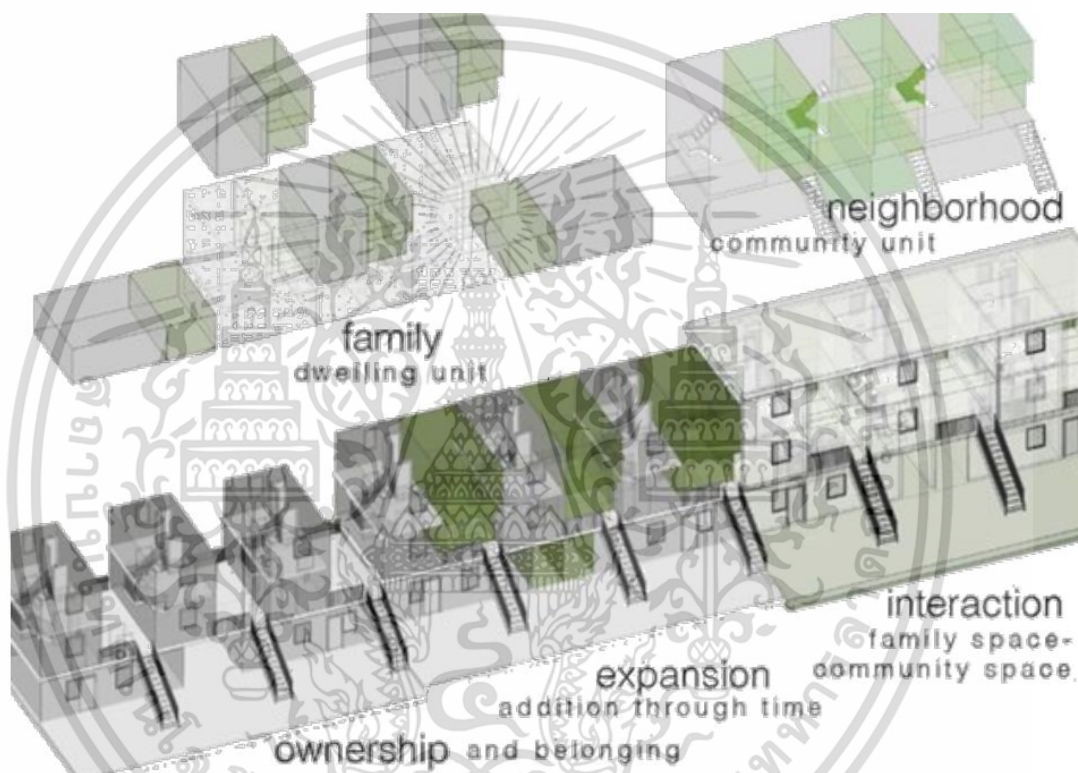 neighborhood
community unit
family
dwelling unit
interaction
family space-
community space
expansion
addition through time
ownership and belonging